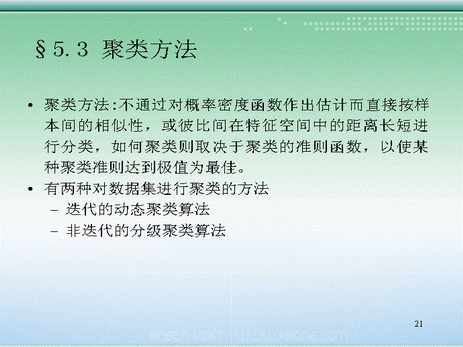 §5.3 聚类方法
• 聚类方法:不通过对概率密度函数作出估计而直接按样
本间的相似性，或彼比间在特征空间中的距离长短进
行分类，如何聚类则取决于聚类的准则函数，以使某
种聚类准则达到极值为最佳。
• 有两种对数据集进行聚类的方法
– 迭代的动态聚类算法
– 非迭代的分级聚类算法
21